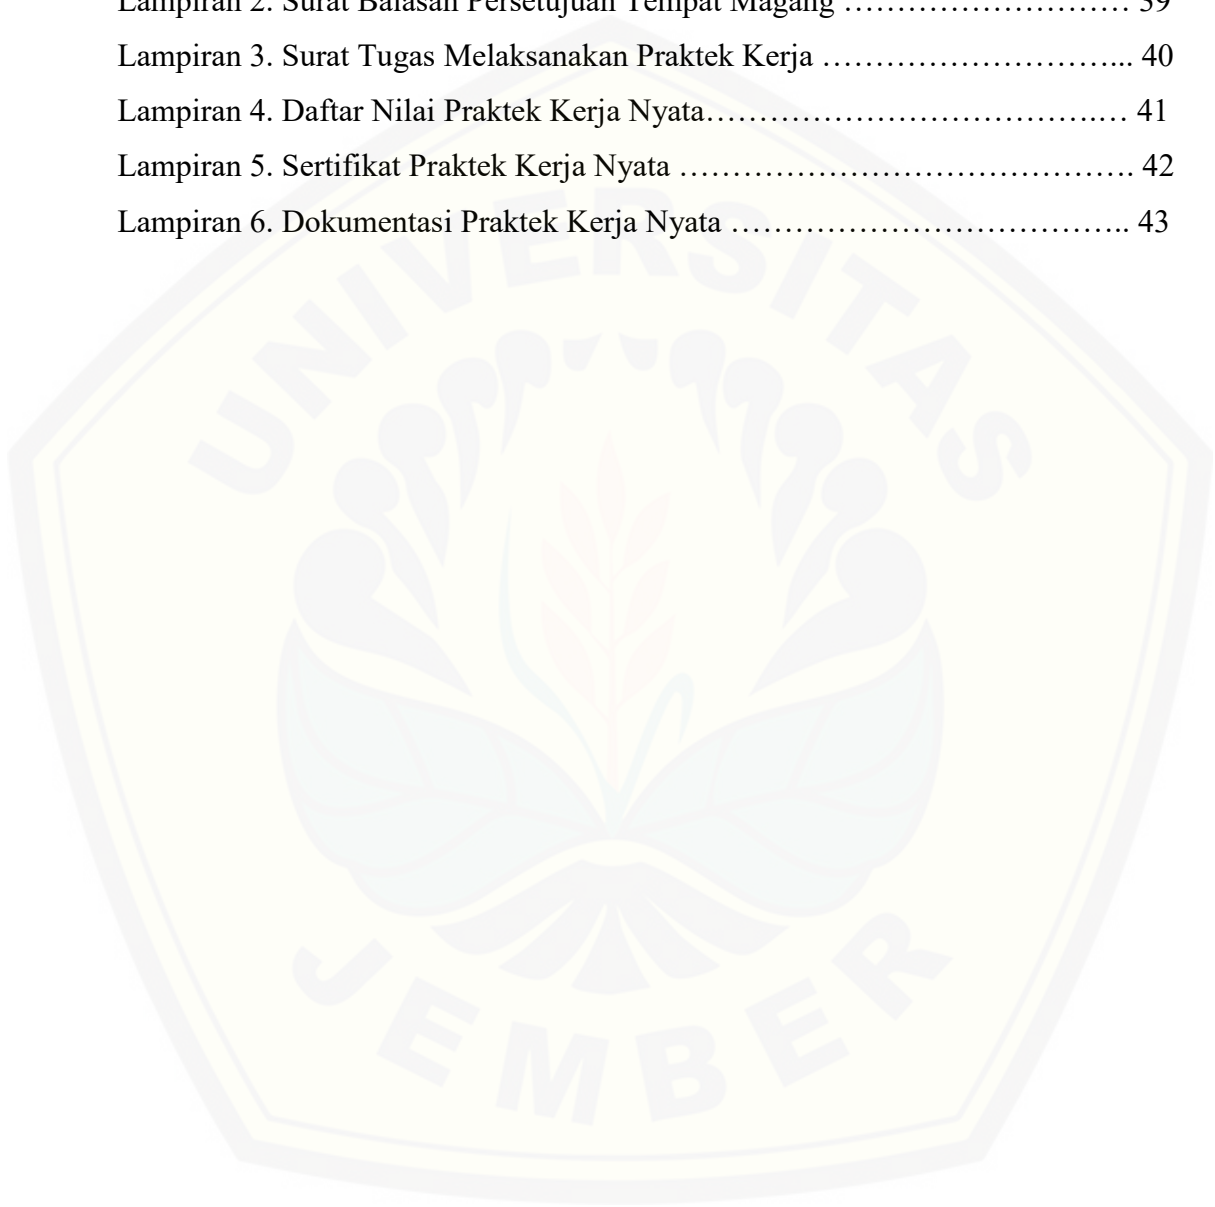 Lampiran 2. Surat Balasan Persetujuan Tempat Magang ……………………… 39
Lampiran 3. Surat Tugas Melaksanakan Praktek Kerja ………………………... 40
Lampiran 4. Daftar Nilai Praktek Kerja Nyata………………………………….… 41
Lampiran 5. Sertifikat Praktek Kerja Nyata ……………………………………. 42
Lampiran 6. Dokumentasi Praktek Kerja Nyata ……………………………….. 43
UNIVERSITAS
JEMBER